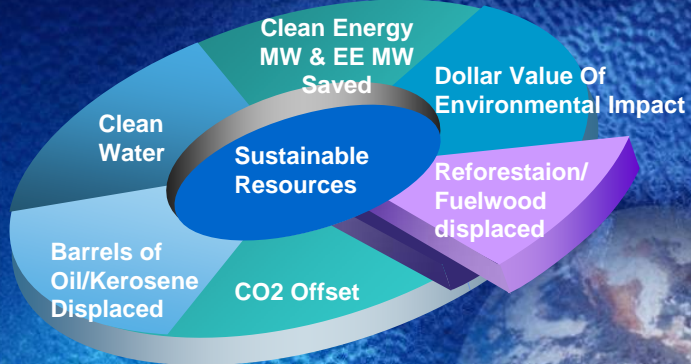 Clean Energy
MW & EE MW
Saved
Dollar Value Of
Environmental Impact
Clean
Water
Sustainable
Resources
Reforestaion/
Fuelwood
displaced
Barrels of
Oil/Kerosene
Displaced
CO2 Offset